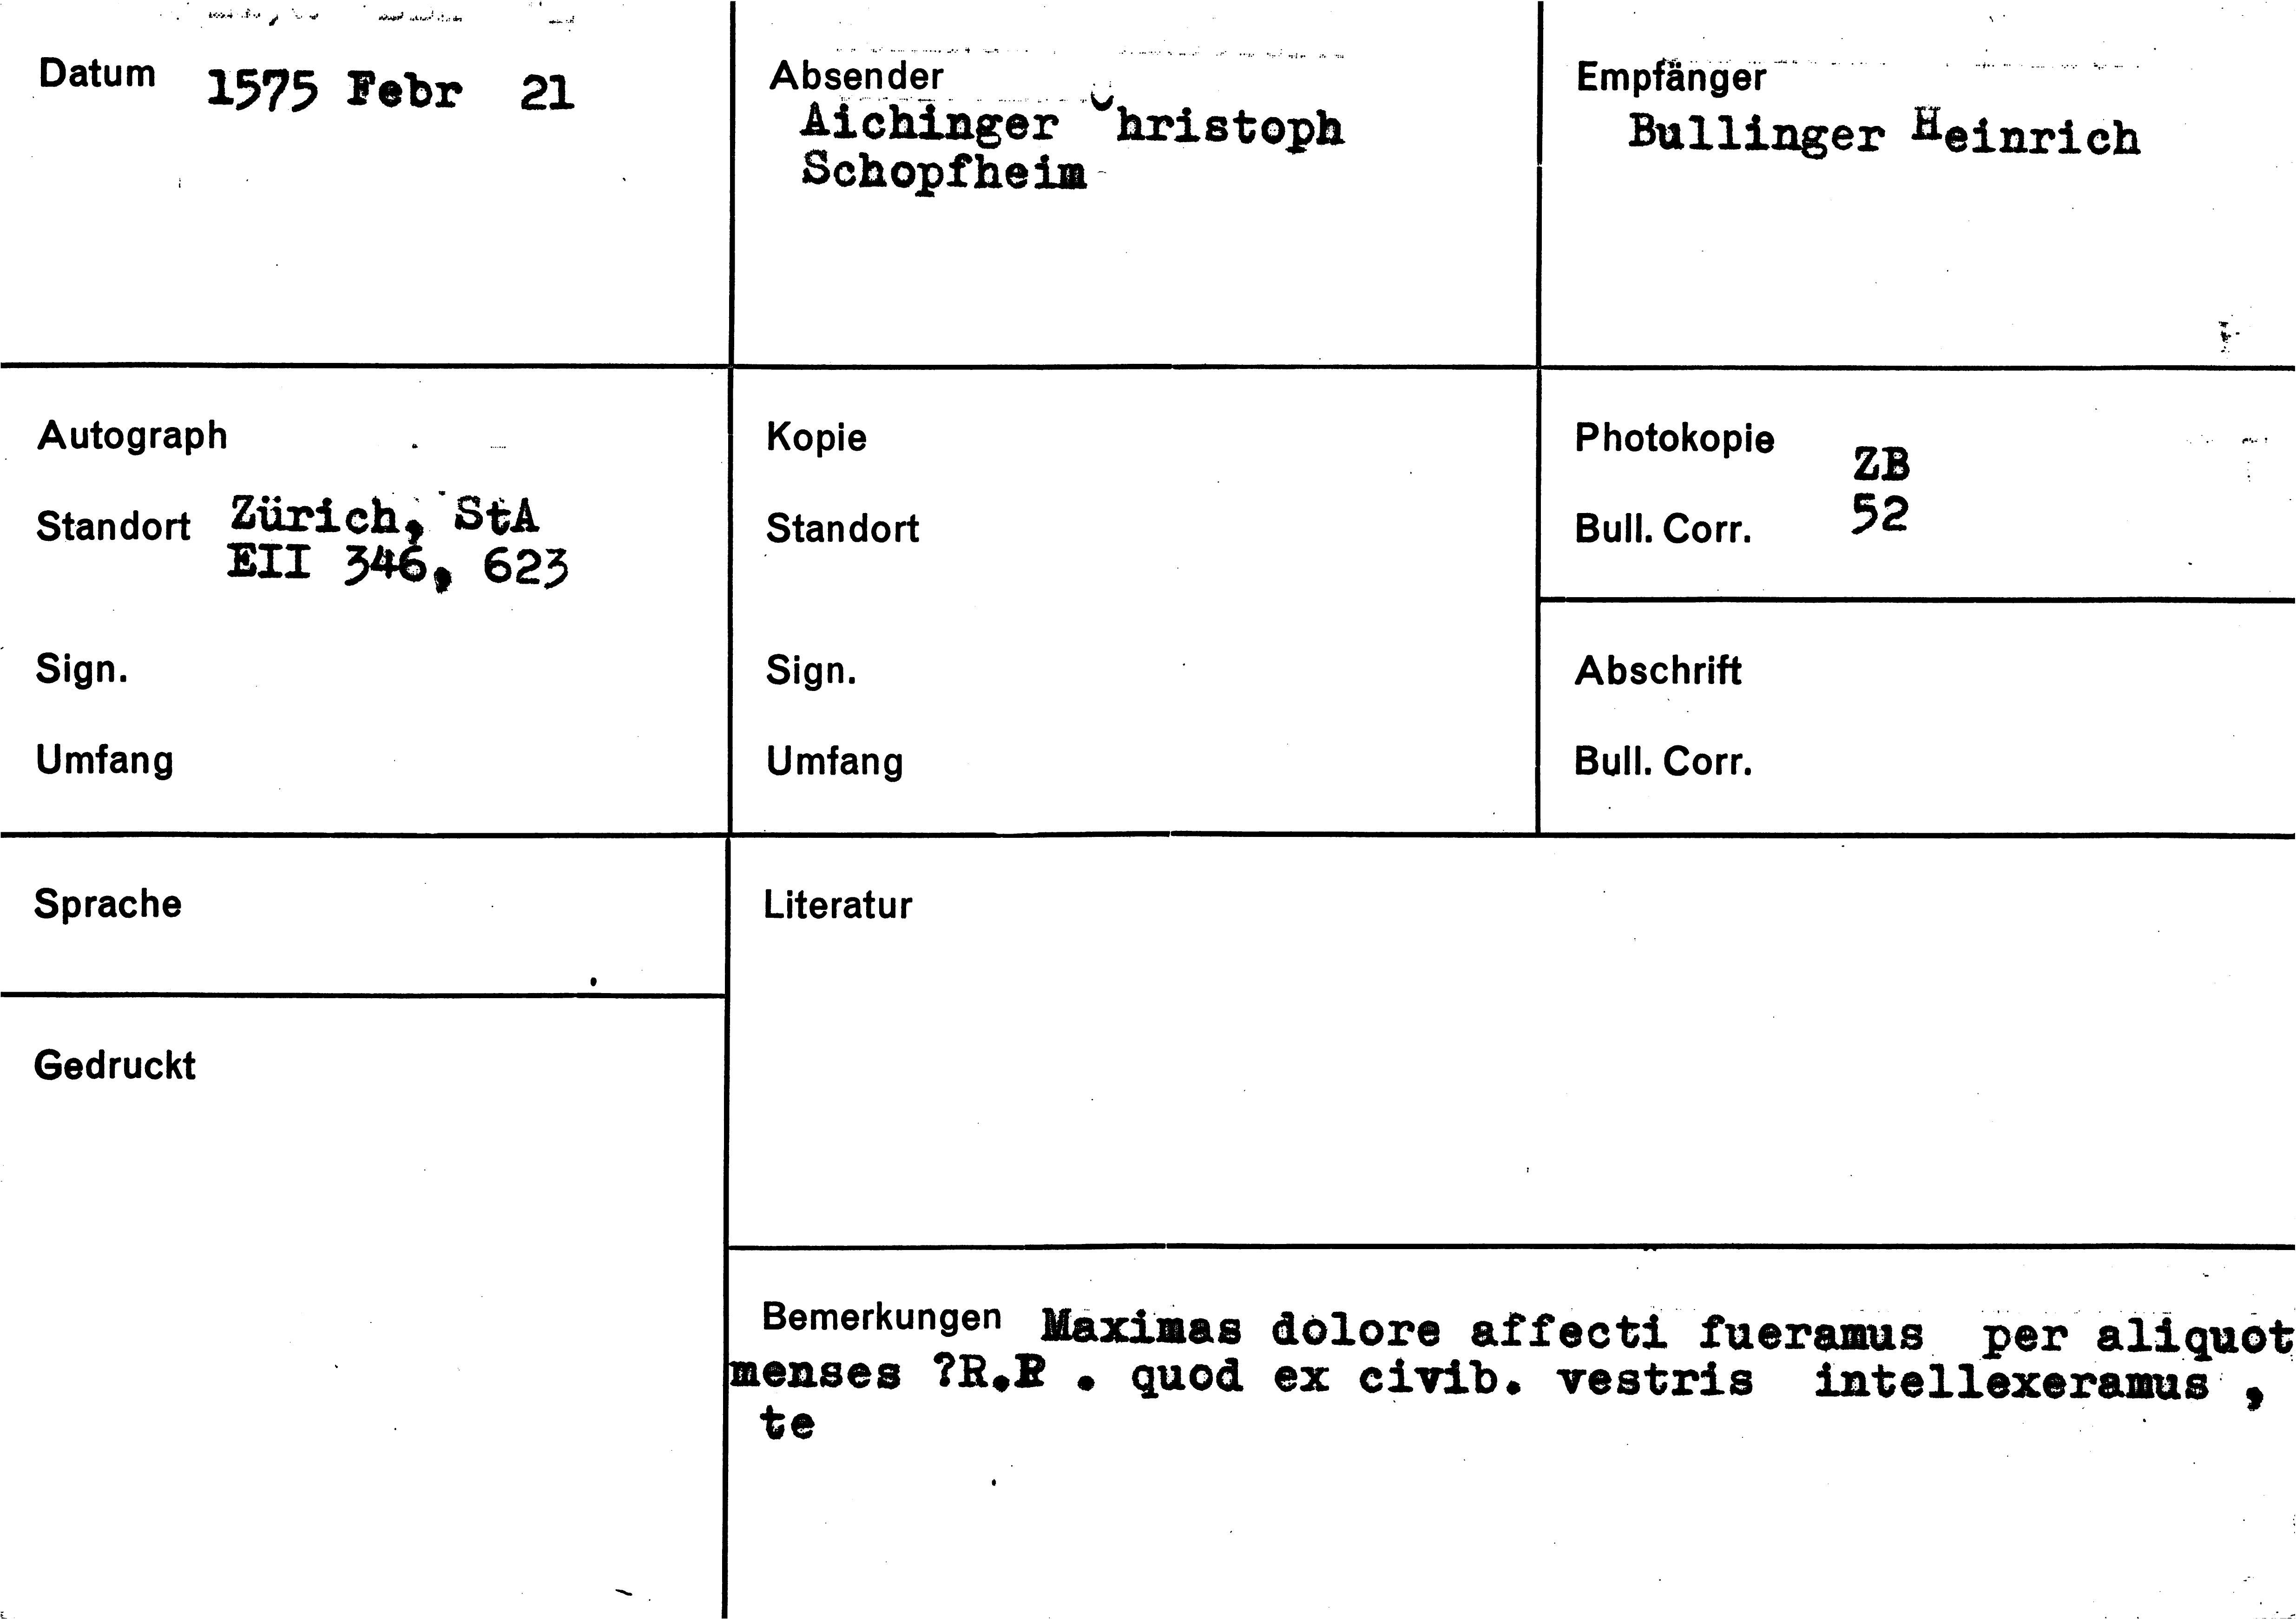 Datum 1575 Febr 21
Absender
Aichinger Christoph
Schopfheim
Empfänger
Bullinger Heinrich
Autograph
Standort Zürich, StA
EII 346, 623
Sign.
Umfang
Kopie
Standort
Sign.
Umfang
Photokopie ZB
Bull. Corr. 52
Abschrift
Bull. Corr.
Sprache
Gedruckt
Literatur
Bemerkungen Maximas dolore affecti fueramus per aliquot
menses ?R.P . quod ex civib. vestris intellexeramus ,
te